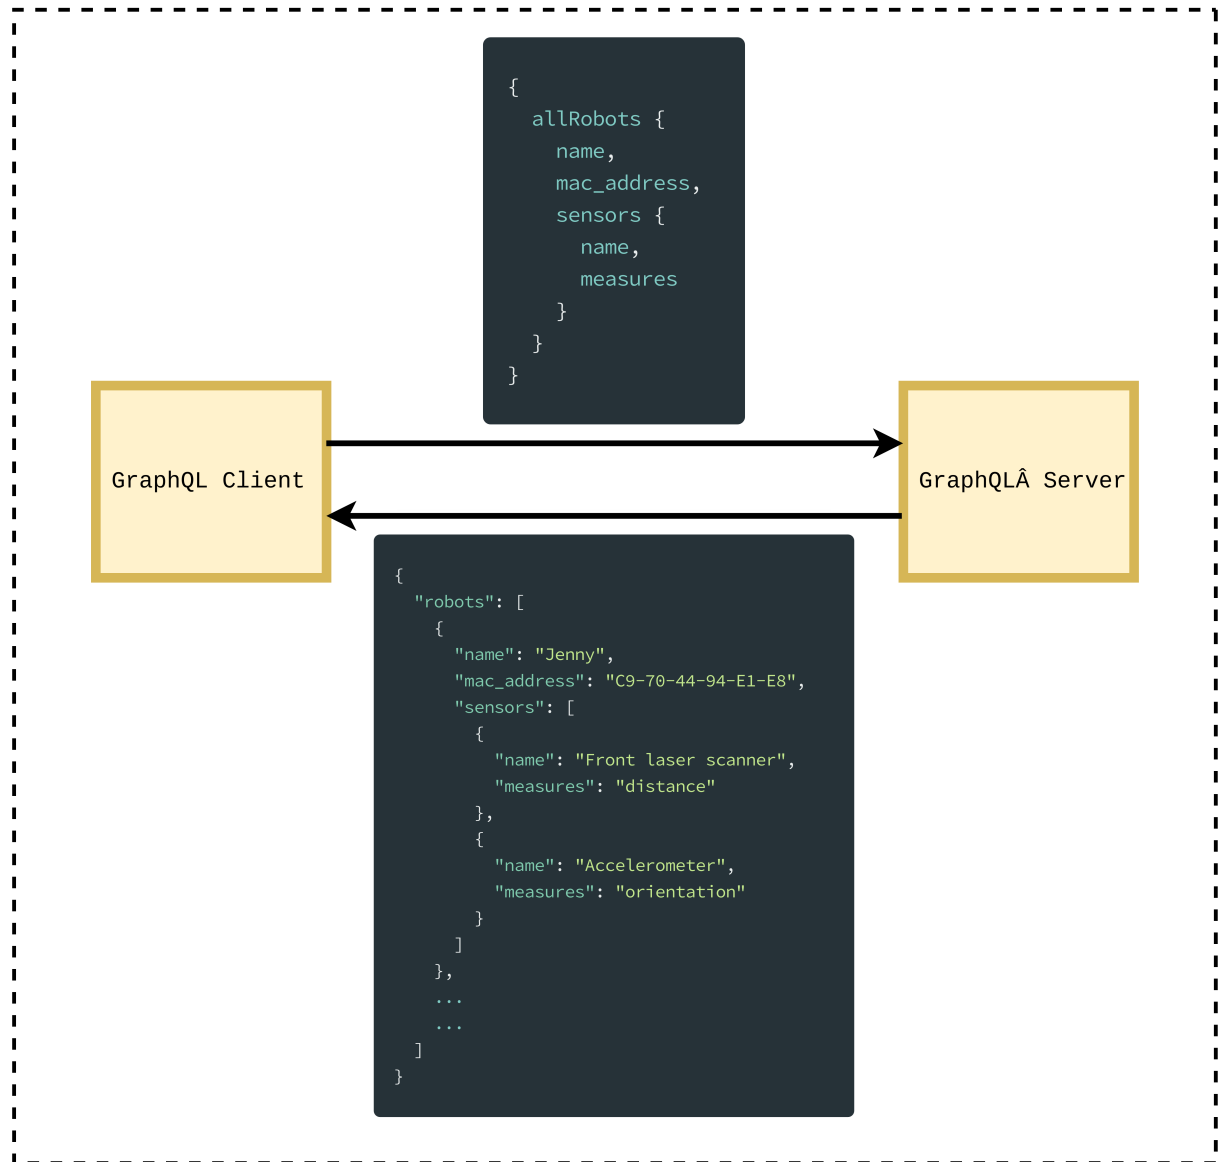 {
  allRobots {
    name,
    mac_address,
    sensors {
      name,
      measures
    }
  }
}
GraphQL Client
GraphQLÂ Server
{
  "robots": [
    {
      "name": "Jenny",
      "mac_address": "C9-70-44-94-E1-E8",
      "sensors": [
        {
          "name": "Front laser scanner",
          "measures": "distance"
        },
        {
          "name": "Accelerometer",
          "measures": "orientation"
        }
      ]
    },
    ...
    ...
  ]
}